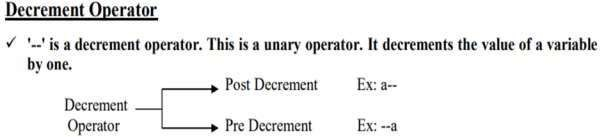 Decrement Operator
✓ '--' is a decrement operator. This is a unary operator. It decrements the value of a variable
by one.
Post Decrement Ex: a--
Decrement
Operator
Pre Decrement Ex: --a